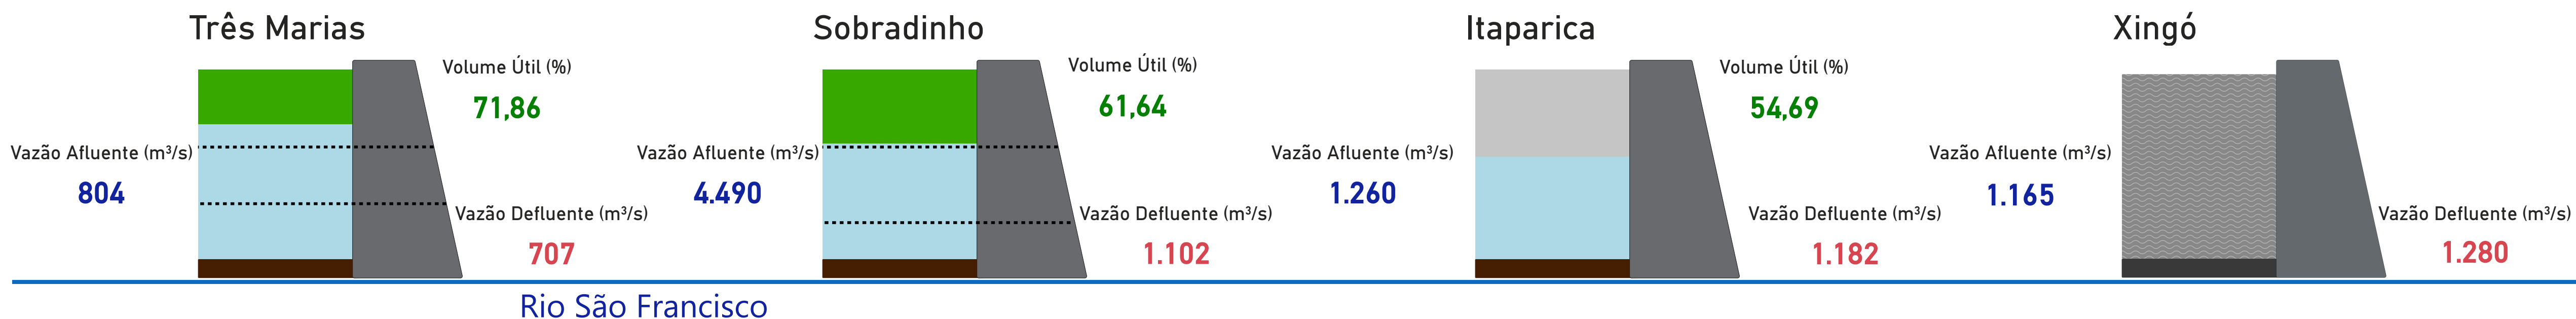 Três Marias
Volume Útil (%)
71,86
Vazão Afluente (m³/s)
804
Vazão Defluente (m³/s)
707
Sobradinho
Volume Útil (%)
61,64
Vazão Afluente (m³/s)
4.490
Vazão Defluente (m³/s)
1.102
Itaparica
Volume Útil (%)
54,69
Vazão Afluente (m³/s)
1.260
Vazão Defluente (m³/s)
1.182
Xingó
Vazão Afluente (m³/s)
1.165
Vazão Defluente (m³/s)
1.280
Rio São Francisco